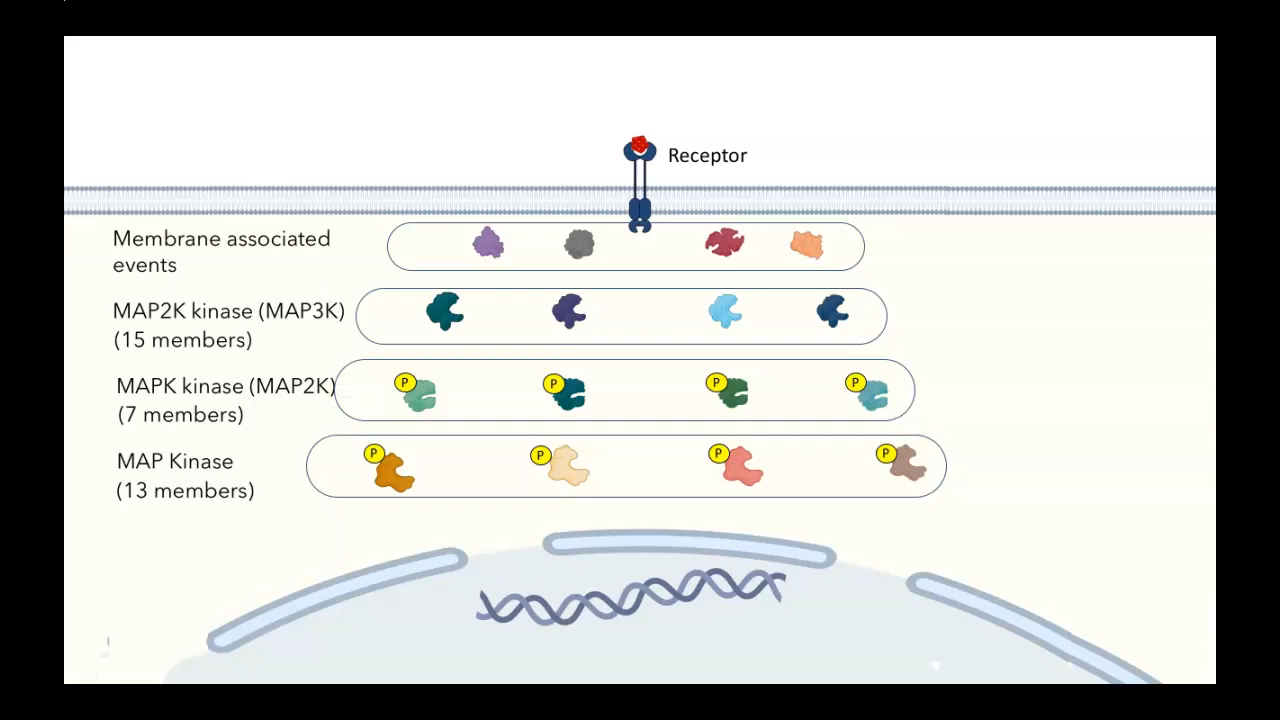 Receptor
Membrane associated
events
MAP2K kinase (MAP3K)
(15 members)
MAPK kinase (MAP2K)
(7 members)
P P P P
MAP Kinase
(13 members)
P P P P